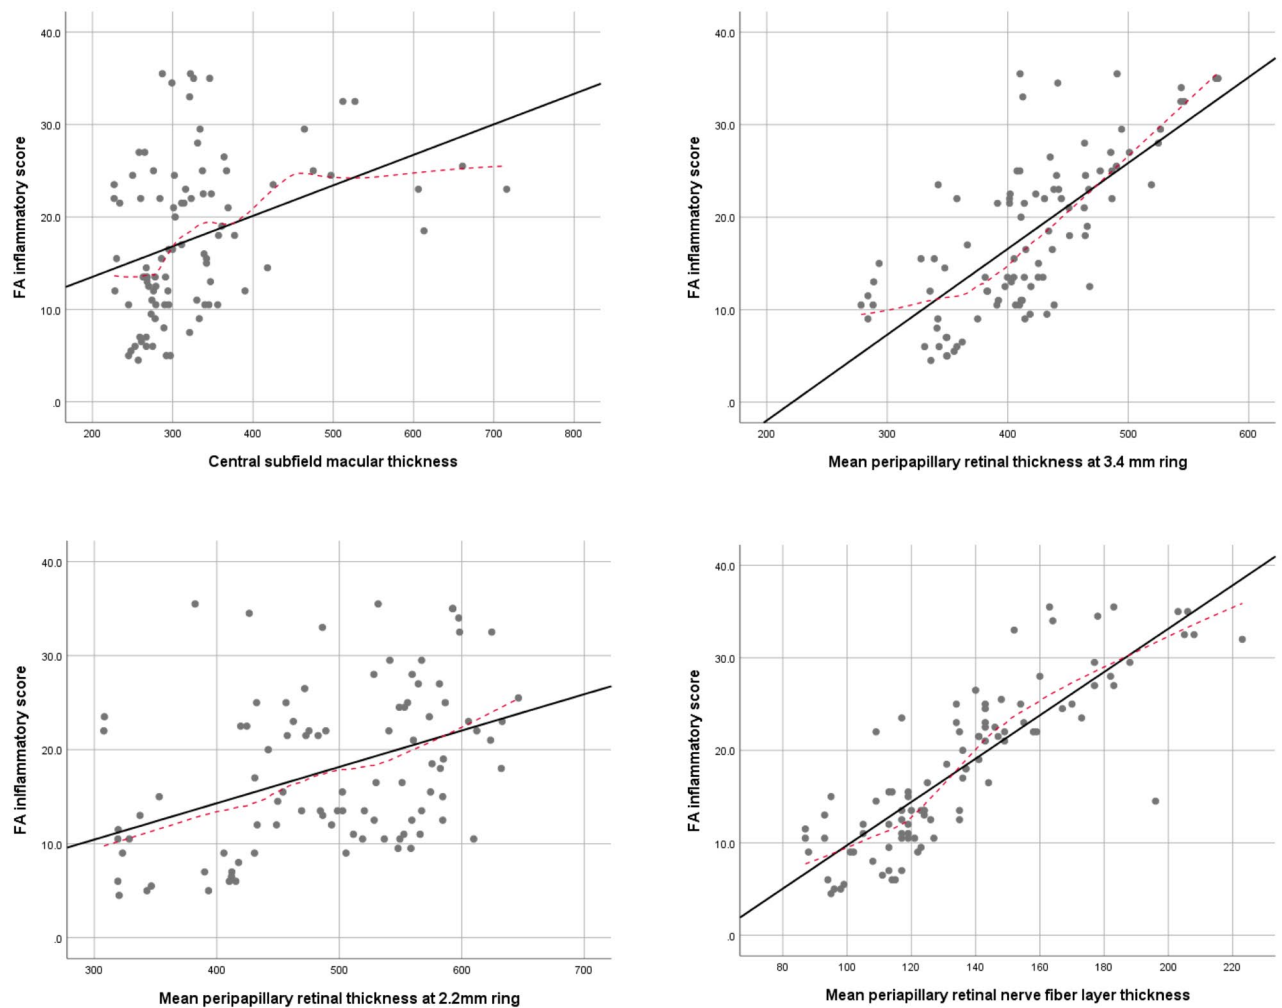 40.0
30.0
20.0
10.0
.0
FA inflammatory score
200 300 400 500 600 700 800
Central subfield macular thickness
40.0
30.0
20.0
10.0
.0
FA inflammatory score
200 300 400 500 600
Mean peripapillary retinal thickness at 3.4 mm ring
40.0
30.0
20.0
10.0
.0
FA iniflammatory score
300 400 500 600 700
Mean peripapillary retinal thickness at 2.2mm ring
40.0
30.0
20.0
10.0
.0
FA inflammatory score
80 100 120 140 160 180 200 220
Mean periapillary retinal nerve fiber layer thickness